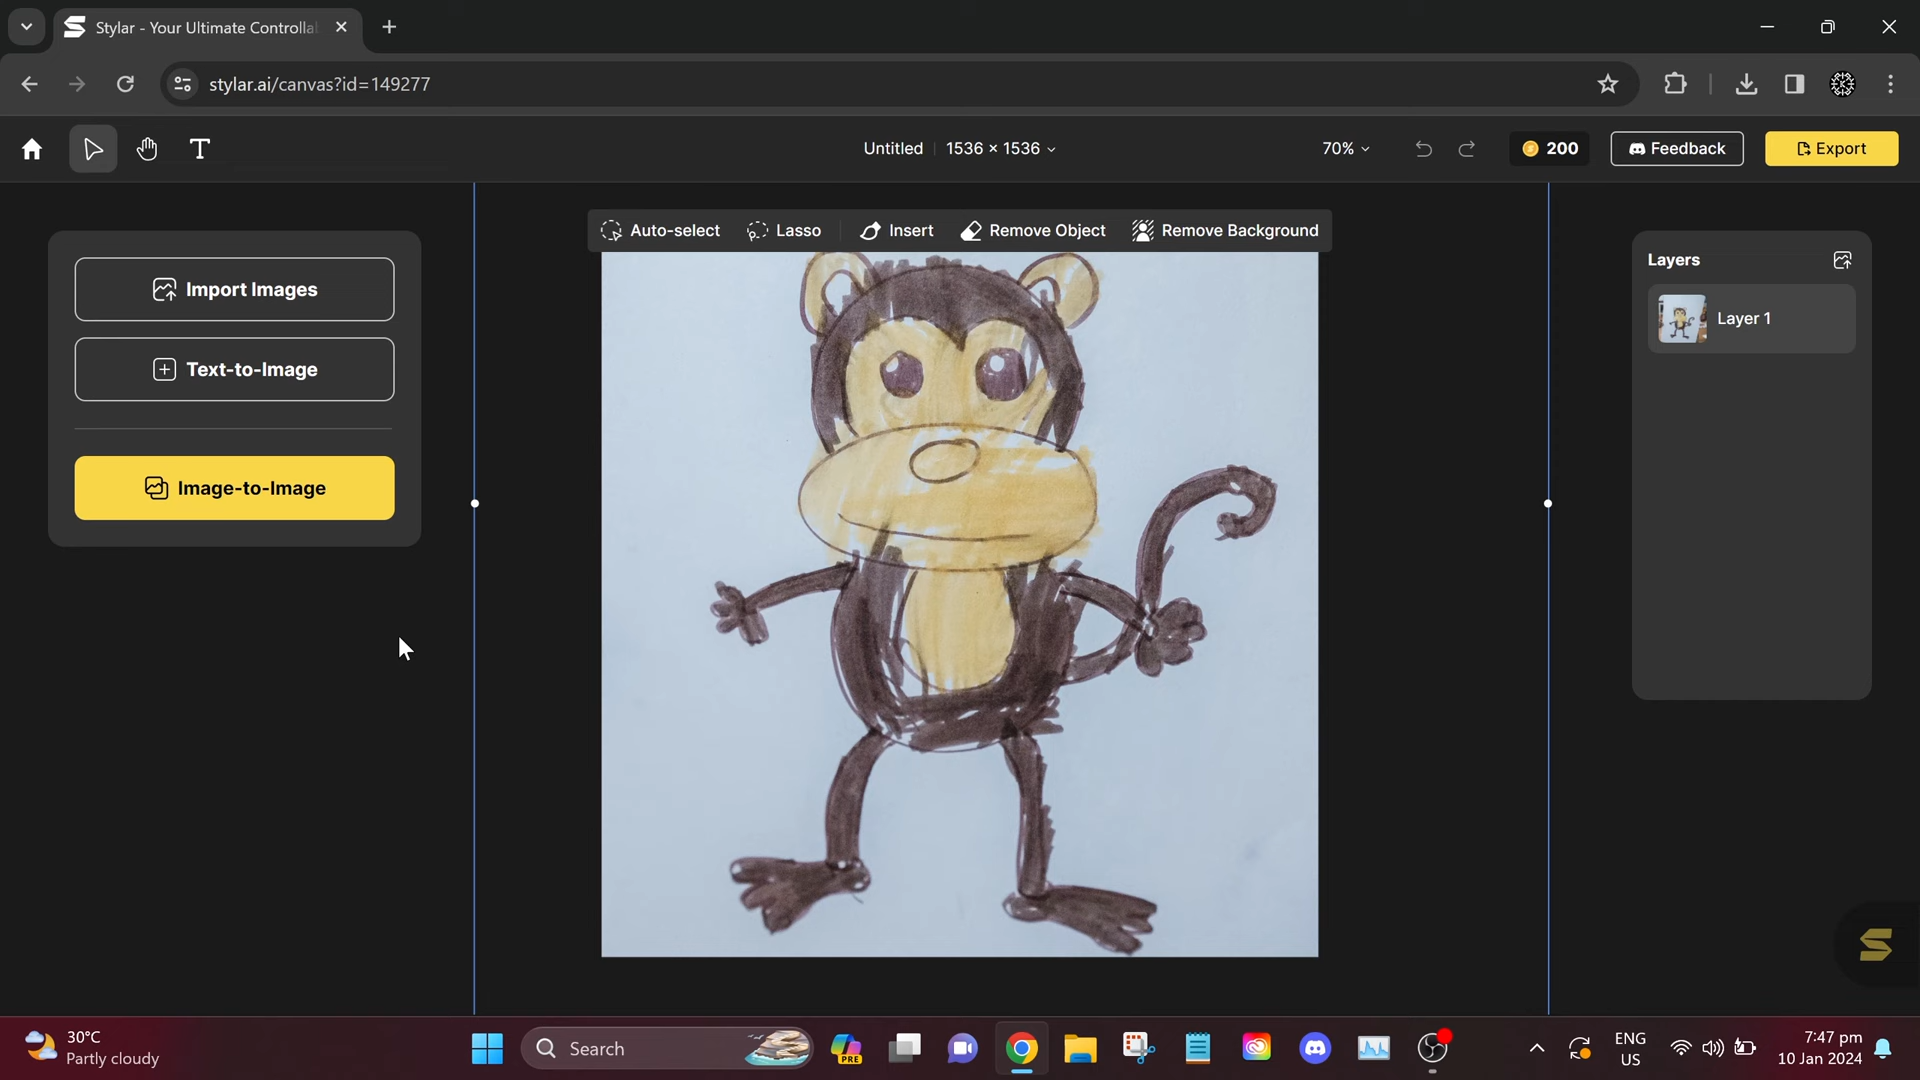 Stylar - Your Ultimate Controlla
stylar.ai/canvas?id=149277
Untitled 1536 × 1536
70%
200
Feedback
Export
Auto-select Lasso Insert Remove Object Remove Background
Import Images
Text-to-Image
Image-to-Image
Layers
Layer 1
30°C
Partly cloudy
Search
PRE
ENG
US
7:47 pm
10 Jan 2024